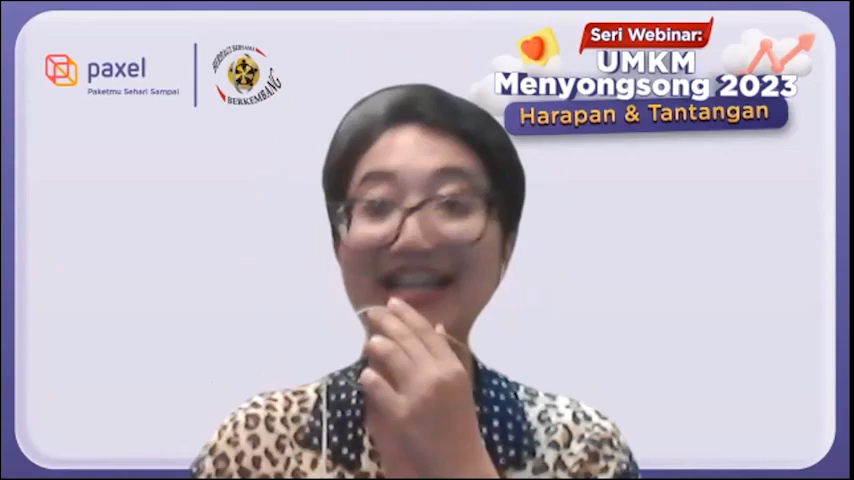 paxel
Paketmu Sehari Sampai
BERKEMBANG
Seri Webinar:
UMKM
Menyongsong 2023
Harapan & Tantangan